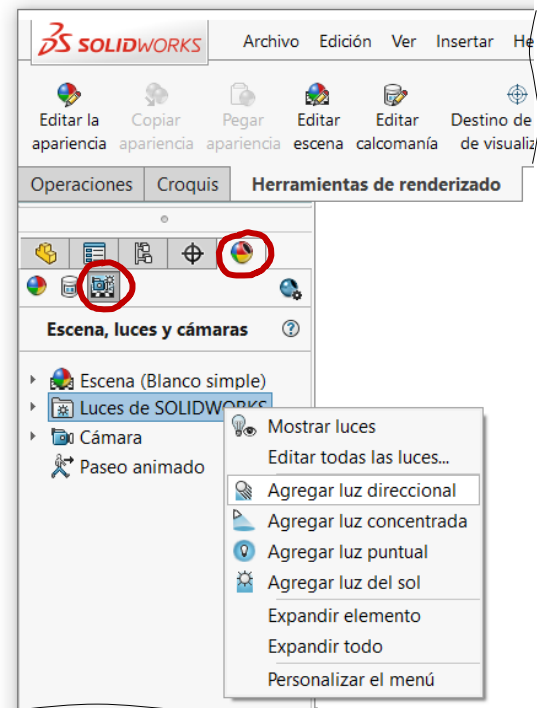 SOLIDWORKS Archivo Edición Ver Insertar He
Editar la apariencia
Copiar apariencia
Pegar apariencia
Editar escena
Editar calcomanía
Destino de de visualiz
Operaciones Croquis Herramientas de renderizado
Escena, luces y cámaras
Escena (Blanco simple)
Luces de SOLIDWORKS
Cámara
Paseo animado
Mostrar luces
Editar todas las luces...
Agregar luz direccional
Agregar luz concentrada
Agregar luz puntual
Agregar luz del sol
Expandir elemento
Expandir todo
Personalizar el menú